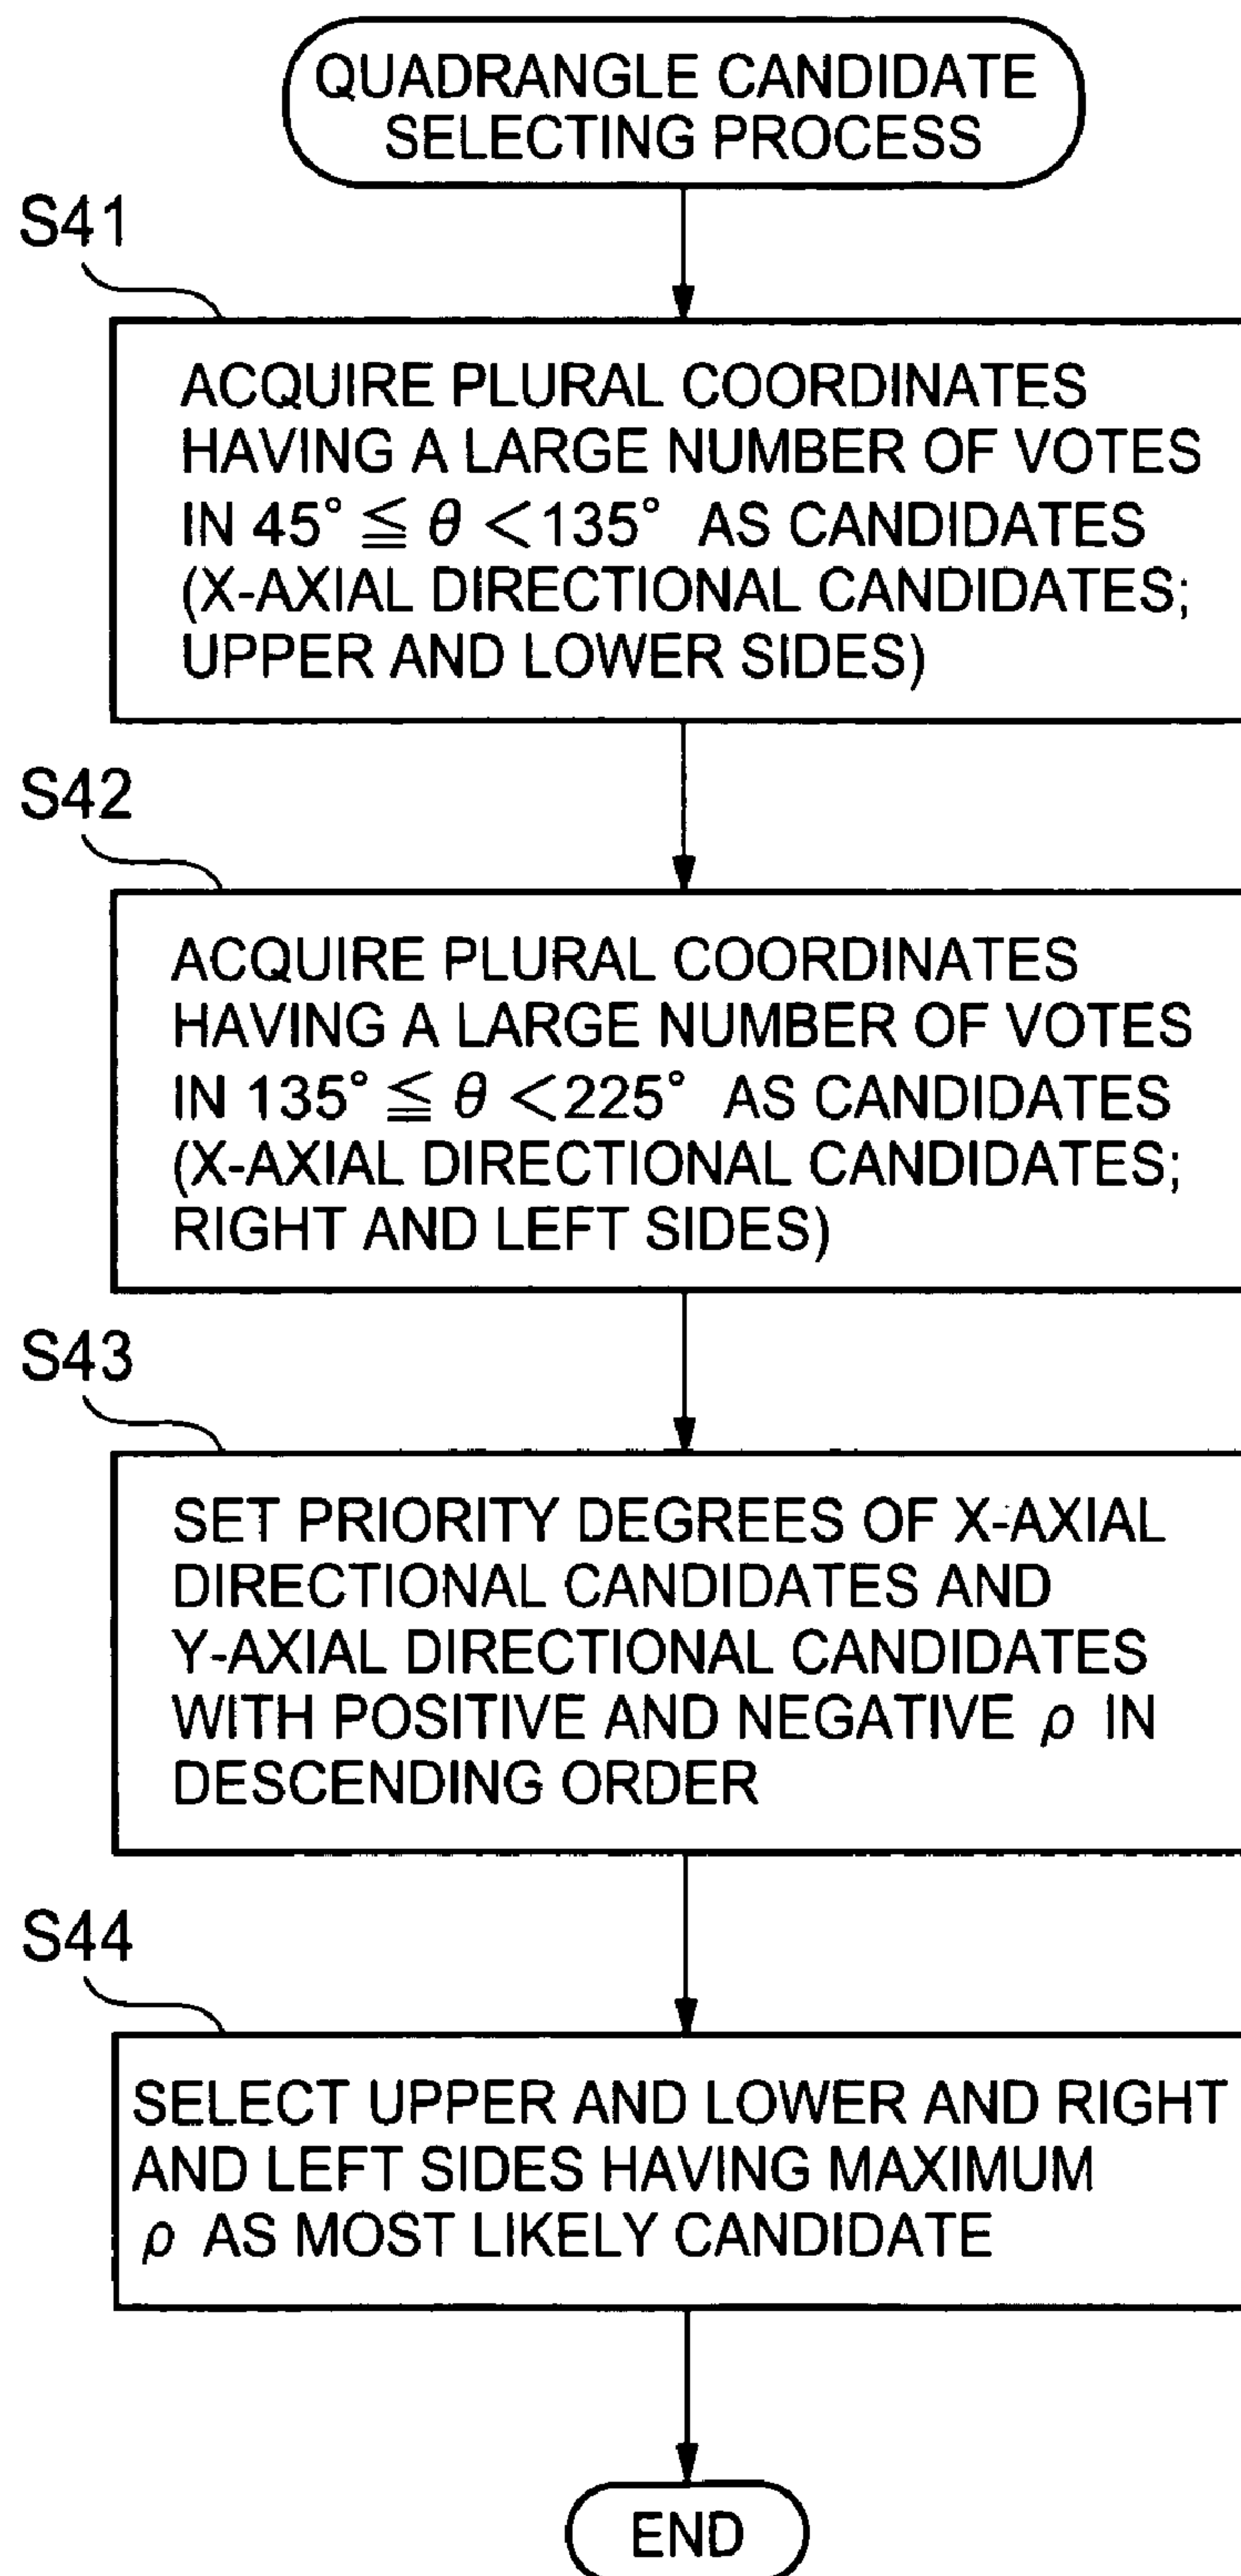 QUADRANGLE CANDIDATE
SELECTING PROCESS
S41
ACQUIRE PLURAL COORDINATES
HAVING A LARGE NUMBER OF VOTES
IN 45° ≦ θ <135° AS CANDIDATES
(X-AXIAL DIRECTIONAL CANDIDATES;
UPPER AND LOWER SIDES)
S42
ACQUIRE PLURAL COORDINATES
HAVING A LARGE NUMBER OF VOTES
IN 135° ≦ θ <225° AS CANDIDATES
(X-AXIAL DIRECTIONAL CANDIDATES;
RIGHT AND LEFT SIDES)
S43
SET PRIORITY DEGREES OF X-AXIAL
DIRECTIONAL CANDIDATES AND
Y-AXIAL DIRECTIONAL CANDIDATES
WITH POSITIVE AND NEGATIVE ρ IN
DESCENDING ORDER
S44
SELECT UPPER AND LOWER AND RIGHT
AND LEFT SIDES HAVING MAXIMUM
ρ AS MOST LIKELY CANDIDATE
END